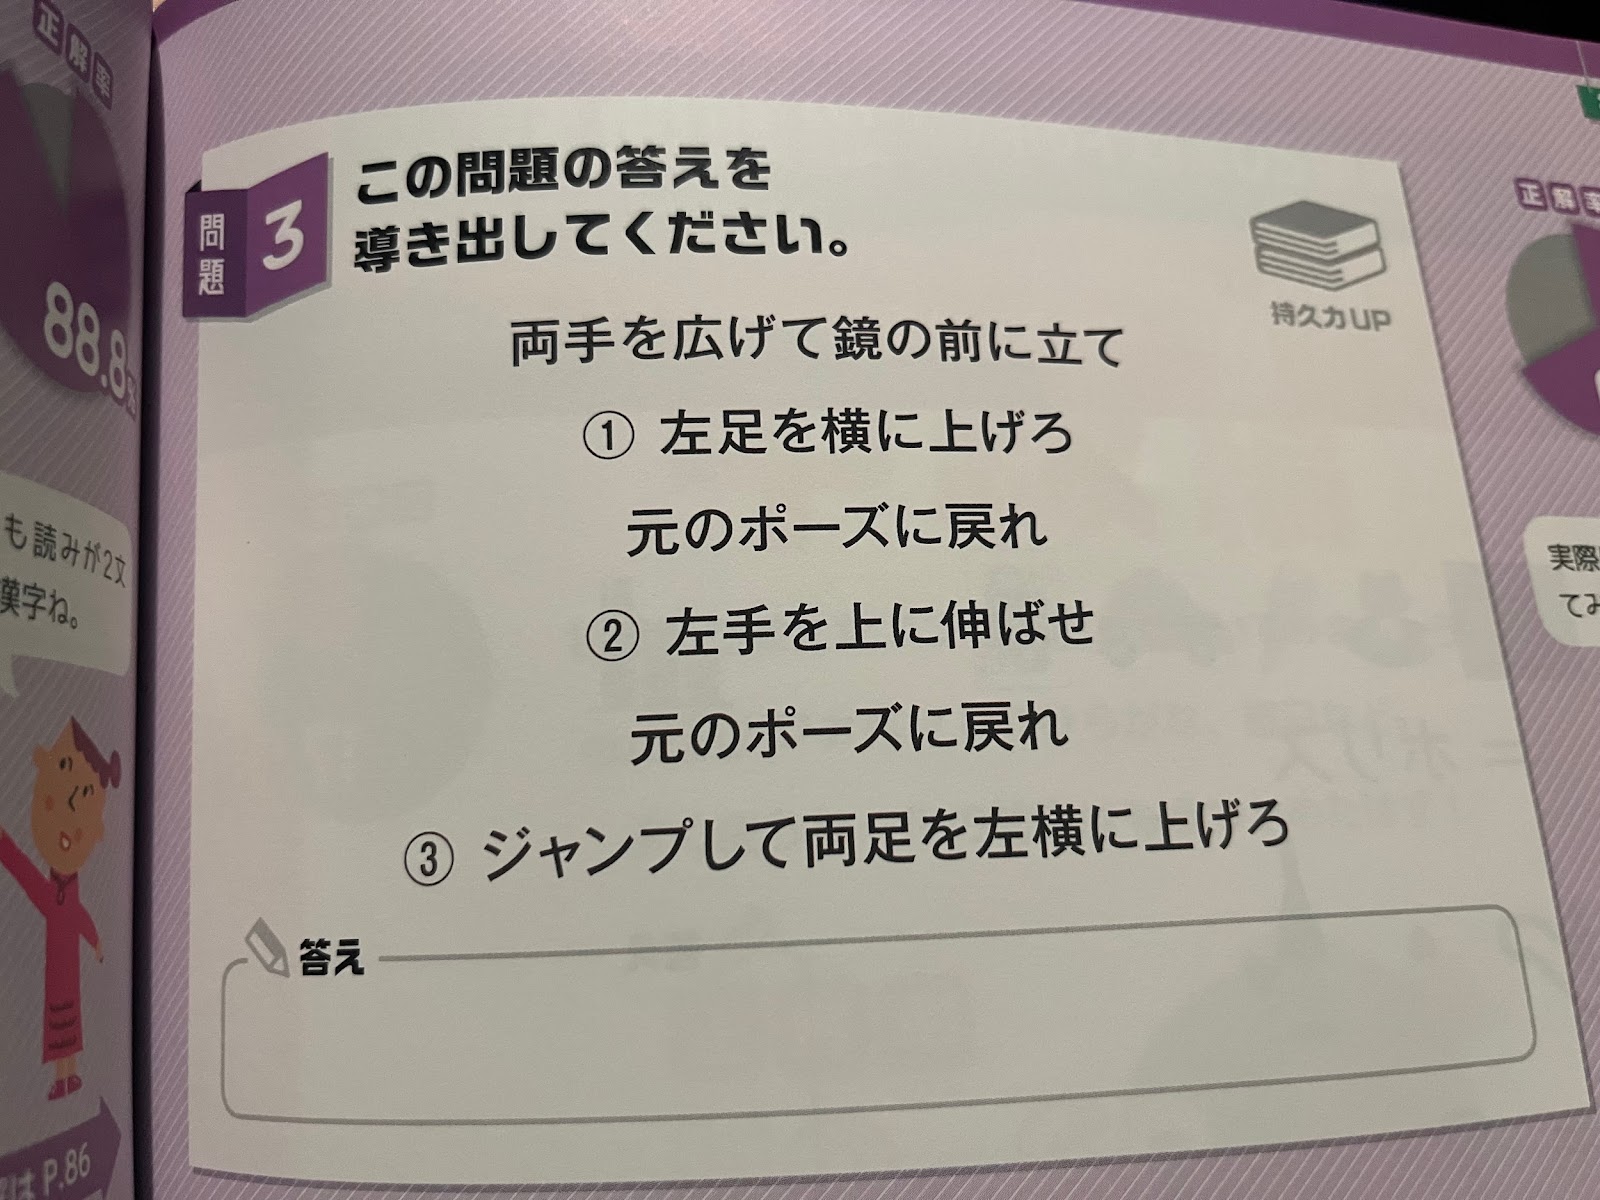 正解率
88.8%
も読みが2文
漢字ね。
は P.86
問題 3
この問題の答えを
導き出してください。
持久力UP
両手を広げて鏡の前に立て
① 左足を横に上げろ
元のポーズに戻れ
② 左手を上に伸ばせ
元のポーズに戻れ
③ ジャンプして両足を左横に上げろ
答え
正解率
実際
てみ